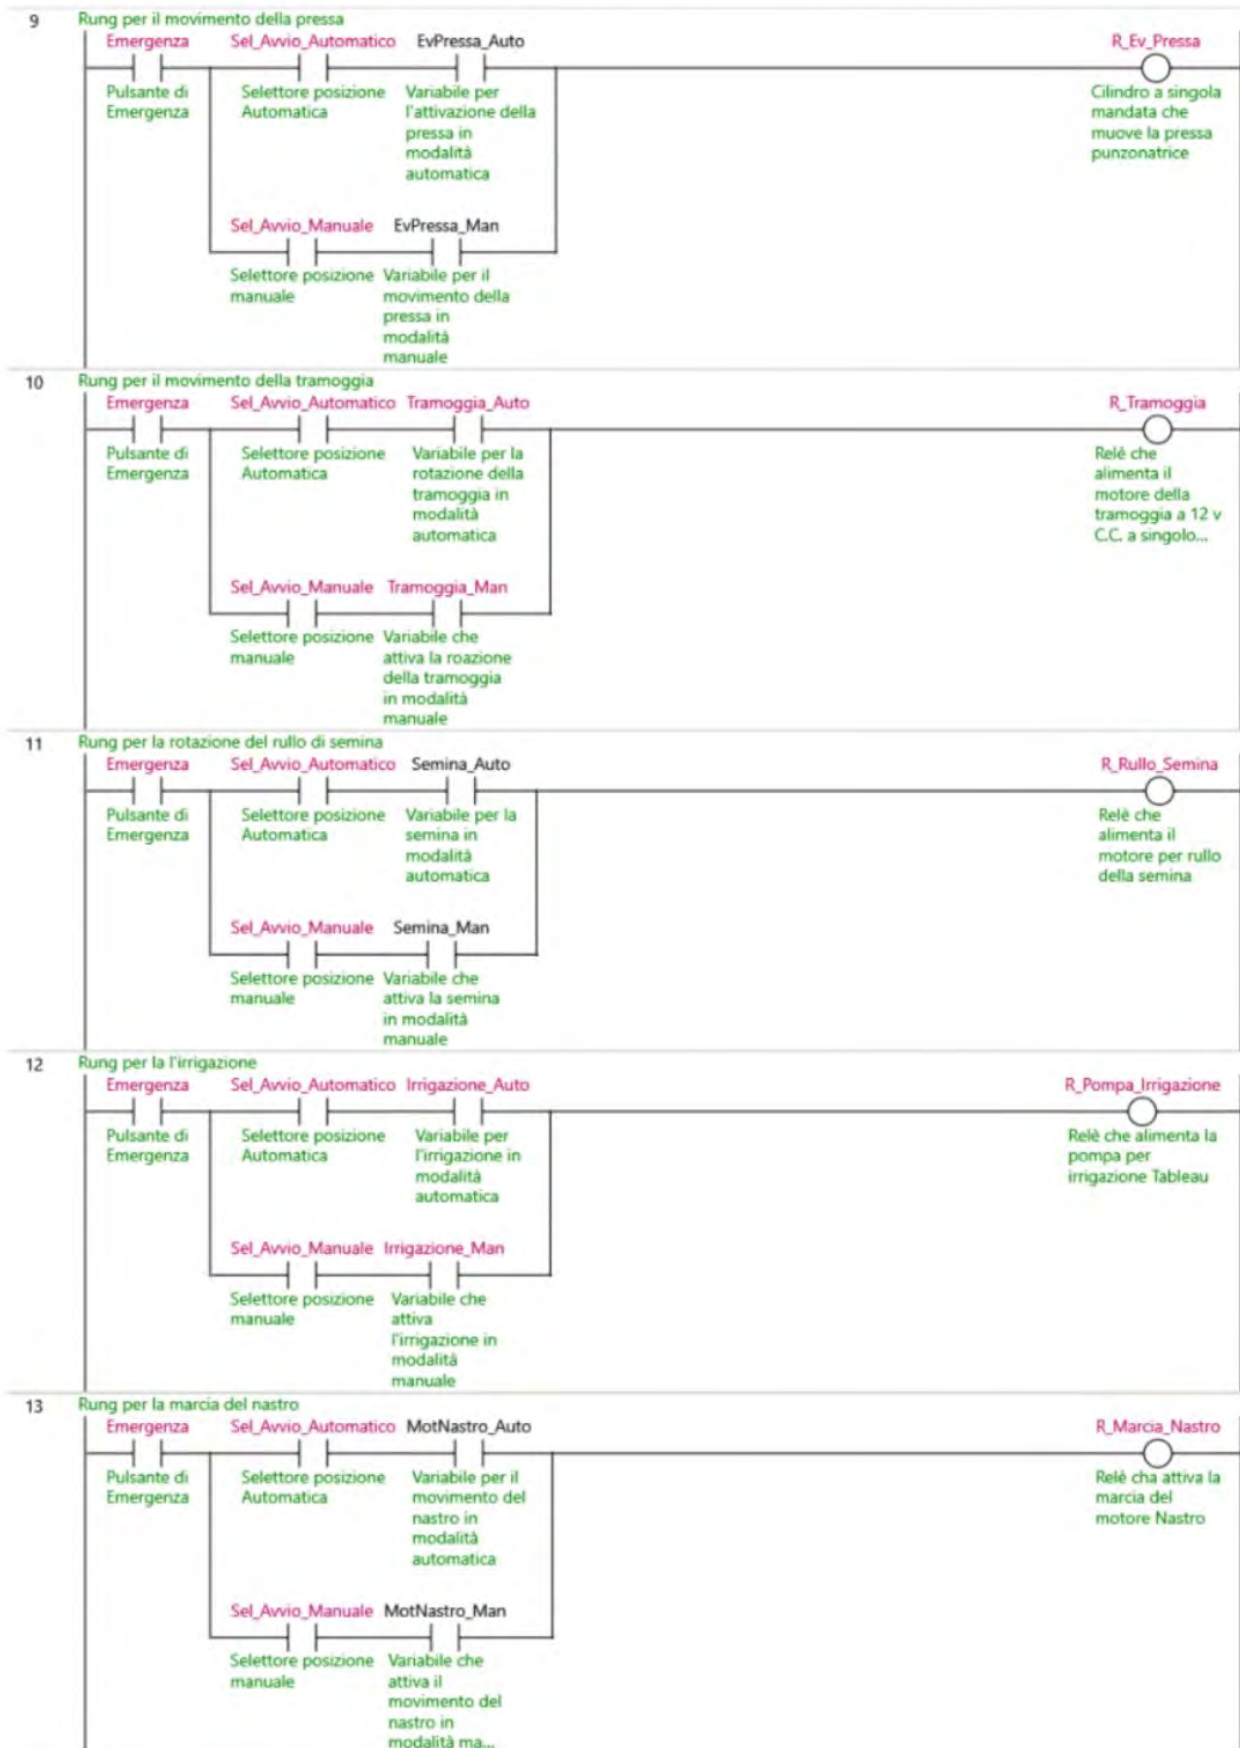 9
Rung per il movimento della pressa
Emergenza Sel_Avvio_Automatico EvPressa_Auto R_Ev_Pressa
Pulsante di Selettore posizione Variabile per Cilindro a singola
Emergenza Automatica l'attivazione della mandata che
pressa in muove la pressa
modalità punzonatrice
automatica
Sel_Avvio_Manuale EvPressa_Man
Selettore posizione Variabile per il
manuale movimento della
pressa in
modalità
manuale
10
Rung per il movimento della tramoggia
Emergenza Sel_Avvio_Automatico Tramoggia_Auto R_Tramoggia
Pulsante di Selettore posizione Variabile per la Relè che
Emergenza Automatica rotazione della alimenta il
tramoggia in motore della
modalità tramoggia a 12 v
automatica C.C. a singolo...
Sel_Avvio_Manuale Tramoggia_Man
Selettore posizione Variabile che
manuale attiva la roazione
della tramoggia
in modalità
manuale
11
Rung per la rotazione del rullo di semina
Emergenza Sel_Avvio_Automatico Semina_Auto R_Rullo_Semina
Pulsante di Selettore posizione Variabile per la Relè che
Emergenza Automatica semina in alimenta il
modalità motore per rullo
automatica della semina
Sel_Avvio_Manuale Semina_Man
Selettore posizione Variabile che
manuale attiva la semina
in modalità
manuale
12
Rung per la l'irrigazione
Emergenza Sel_Avvio_Automatico Irrigazione_Auto R_Pompa_Irrigazione
Pulsante di Selettore posizione Variabile per Relè che alimenta la
Emergenza Automatica l'irrigazione in pompa per
modalità irrigazione Tableau
automatica
Sel_Avvio_Manuale Irrigazione_Man
Selettore posizione Variabile che
manuale attiva
l'irrigazione in
modalità
manuale
13
Rung per la marcia del nastro
Emergenza Sel_Avvio_Automatico MotNastro_Auto R_Marcia_Nastro
Pulsante di Selettore posizione Variabile per il Relè cha attiva la
Emergenza Automatica movimento del marcia del
nastro in motore Nastro
modalità
automatica
Sel_Avvio_Manuale MotNastro_Man
Selettore posizione Variabile che
manuale attiva il
movimento del
nastro in
modalità ma...